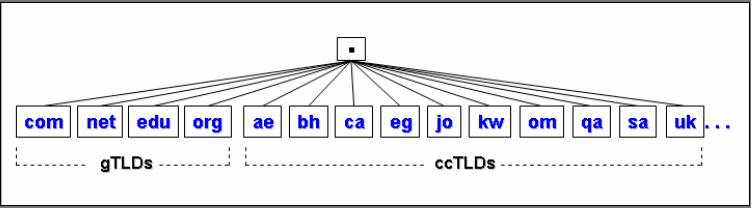 .
com net edu org ae bh ca eg jo kw om qa sa uk ...
gTLDs ccTLDs